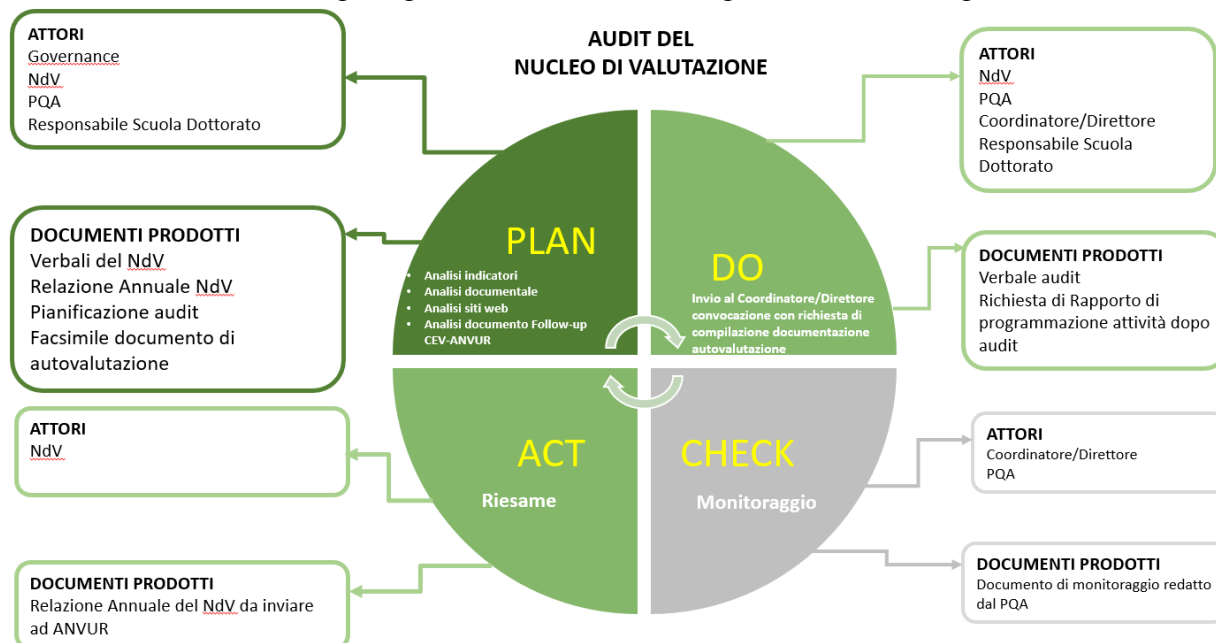 AUDIT DEL
NUCLEO DI VALUTAZIONE
ATTORI
Governance
NdV
PQA
Responsabile Scuola Dottorato
DOCUMENTI PRODOTTI
Verbali del NdV
Relazione Annuale NdV
Pianificazione audit
Facsimile documento di
autovalutazione
PLAN
• Analisi indicatori
• Analisi documentale
• Analisi siti web
• Analisi documento Follow-up
CEV-ANVUR
ATTORI
NdV
PQA
Coordinatore/Direttore
Responsabile Scuola
Dottorato
DOCUMENTI PRODOTTI
Verbale audit
Richiesta di Rapporto di
programmazione attività dopo
audit
DO
Invio al Coordinatore/Direttore
convocazione con richiesta di
compilazione documentazione
autovalutazione
ATTORI
NdV
DOCUMENTI PRODOTTI
Relazione Annuale del NdV da inviare
ad ANVUR
ACT
Riesame
CHECK
Monitoraggio
ATTORI
Coordinatore/Direttore
PQA
DOCUMENTI PRODOTTI
Documento di monitoraggio redatto
dal PQA